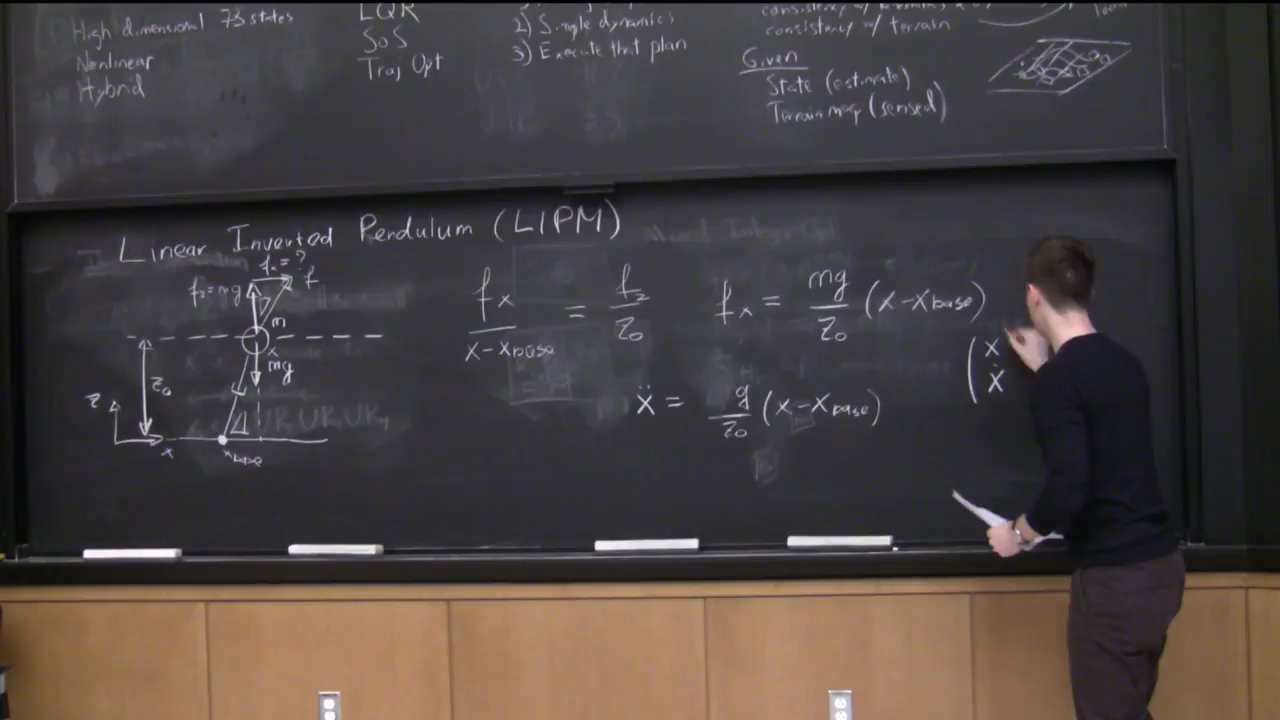 High dimensional 73 states
Nonlinear
Hybrid
LQR
SoS
Traj Opt
2) Simple dynamics
3) Execute that plan
consistency w/ terrain
Given
State (estimate)
Terrain map (sensed)
Linear Inverted Pendulum (LIPM)
fx = ?
f
fz = mg
m
x
mg
z0
z
x
xbase
fx / (x - xbase) = fz / z0
fx = mg / z0 (x - xbase)
ẍ = g / z0 (x - xbase)
( x
ẋ